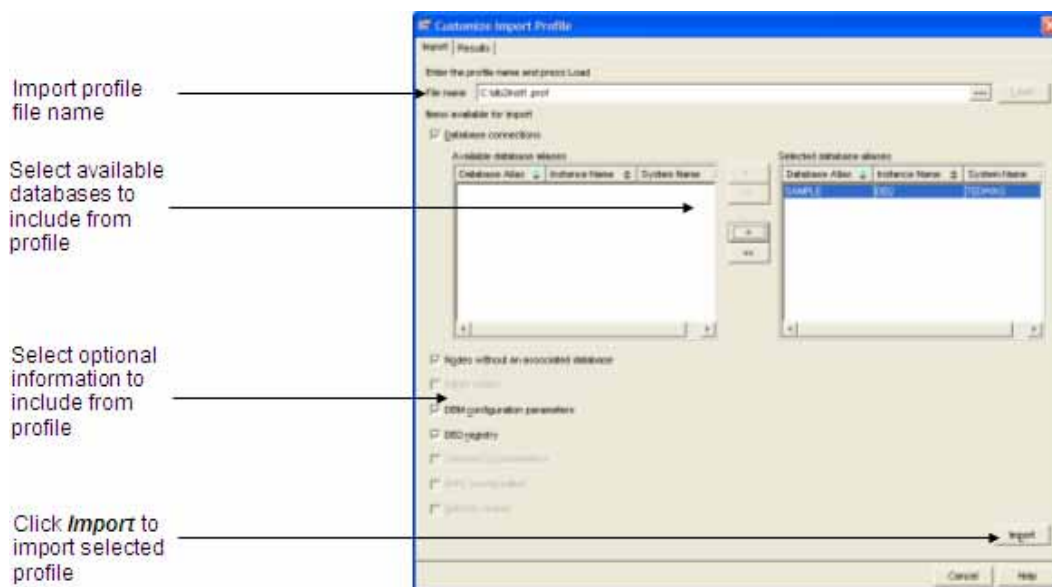 Customize Import Profile
Import Results
Enter the profile name and press Load
Import profile
file name
File name
Load
Items available for import
Database connections
Select available
databases to
include from
profile
Available database aliases
Selected database aliases
Database Alias Instance Name System Name
Database Alias Instance Name System Name
SAMPLE DB2
>
<<
Select optional
information to
include from
profile
Nodes without an associated database
DBM configuration parameters
DB2 registry
Click Import to
import selected
profile
Import
Cancel Help